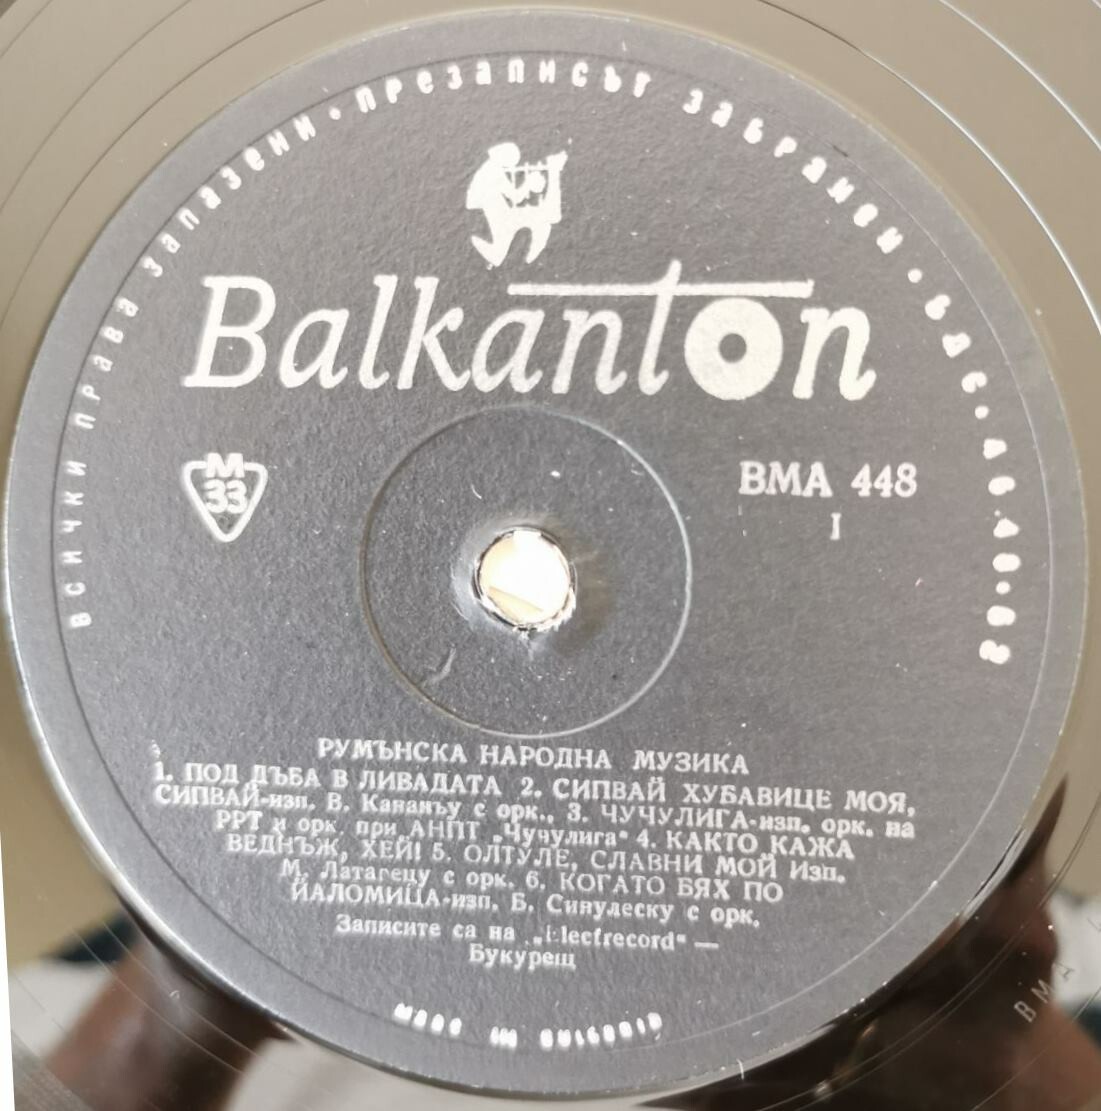 всички права запазени • презаписът забранен • БДС.
Balkanton
М
33
ВМА 448
I
РУМЪНСКА НАРОДНА МУЗИКА
1. ПОД ДЪБА В ЛИВАДАТА 2. СИПВАЙ ХУБАВИЦЕ МОЯ,
СИПВАЙ-изп. В. Кананъу с орк., 3. ЧУЧУЛИГА-изп. орк. на
РРТ и орк. при АНПТ „Чучулига“ 4. КАКТО КАЖА
ВЕДНЪЖ, ХЕЙ! 5. ОЛТУЛЕ, СЛАВНИ МОЙ Изп.
М. Латагецу с орк. 6. КОГАТО БЯХ ПО
ЙАЛОМИЦА-изп. Б. Синулеску с орк.
Записите са на „Electrecord“ —
Букурещ
made in bulgaria
ВМА